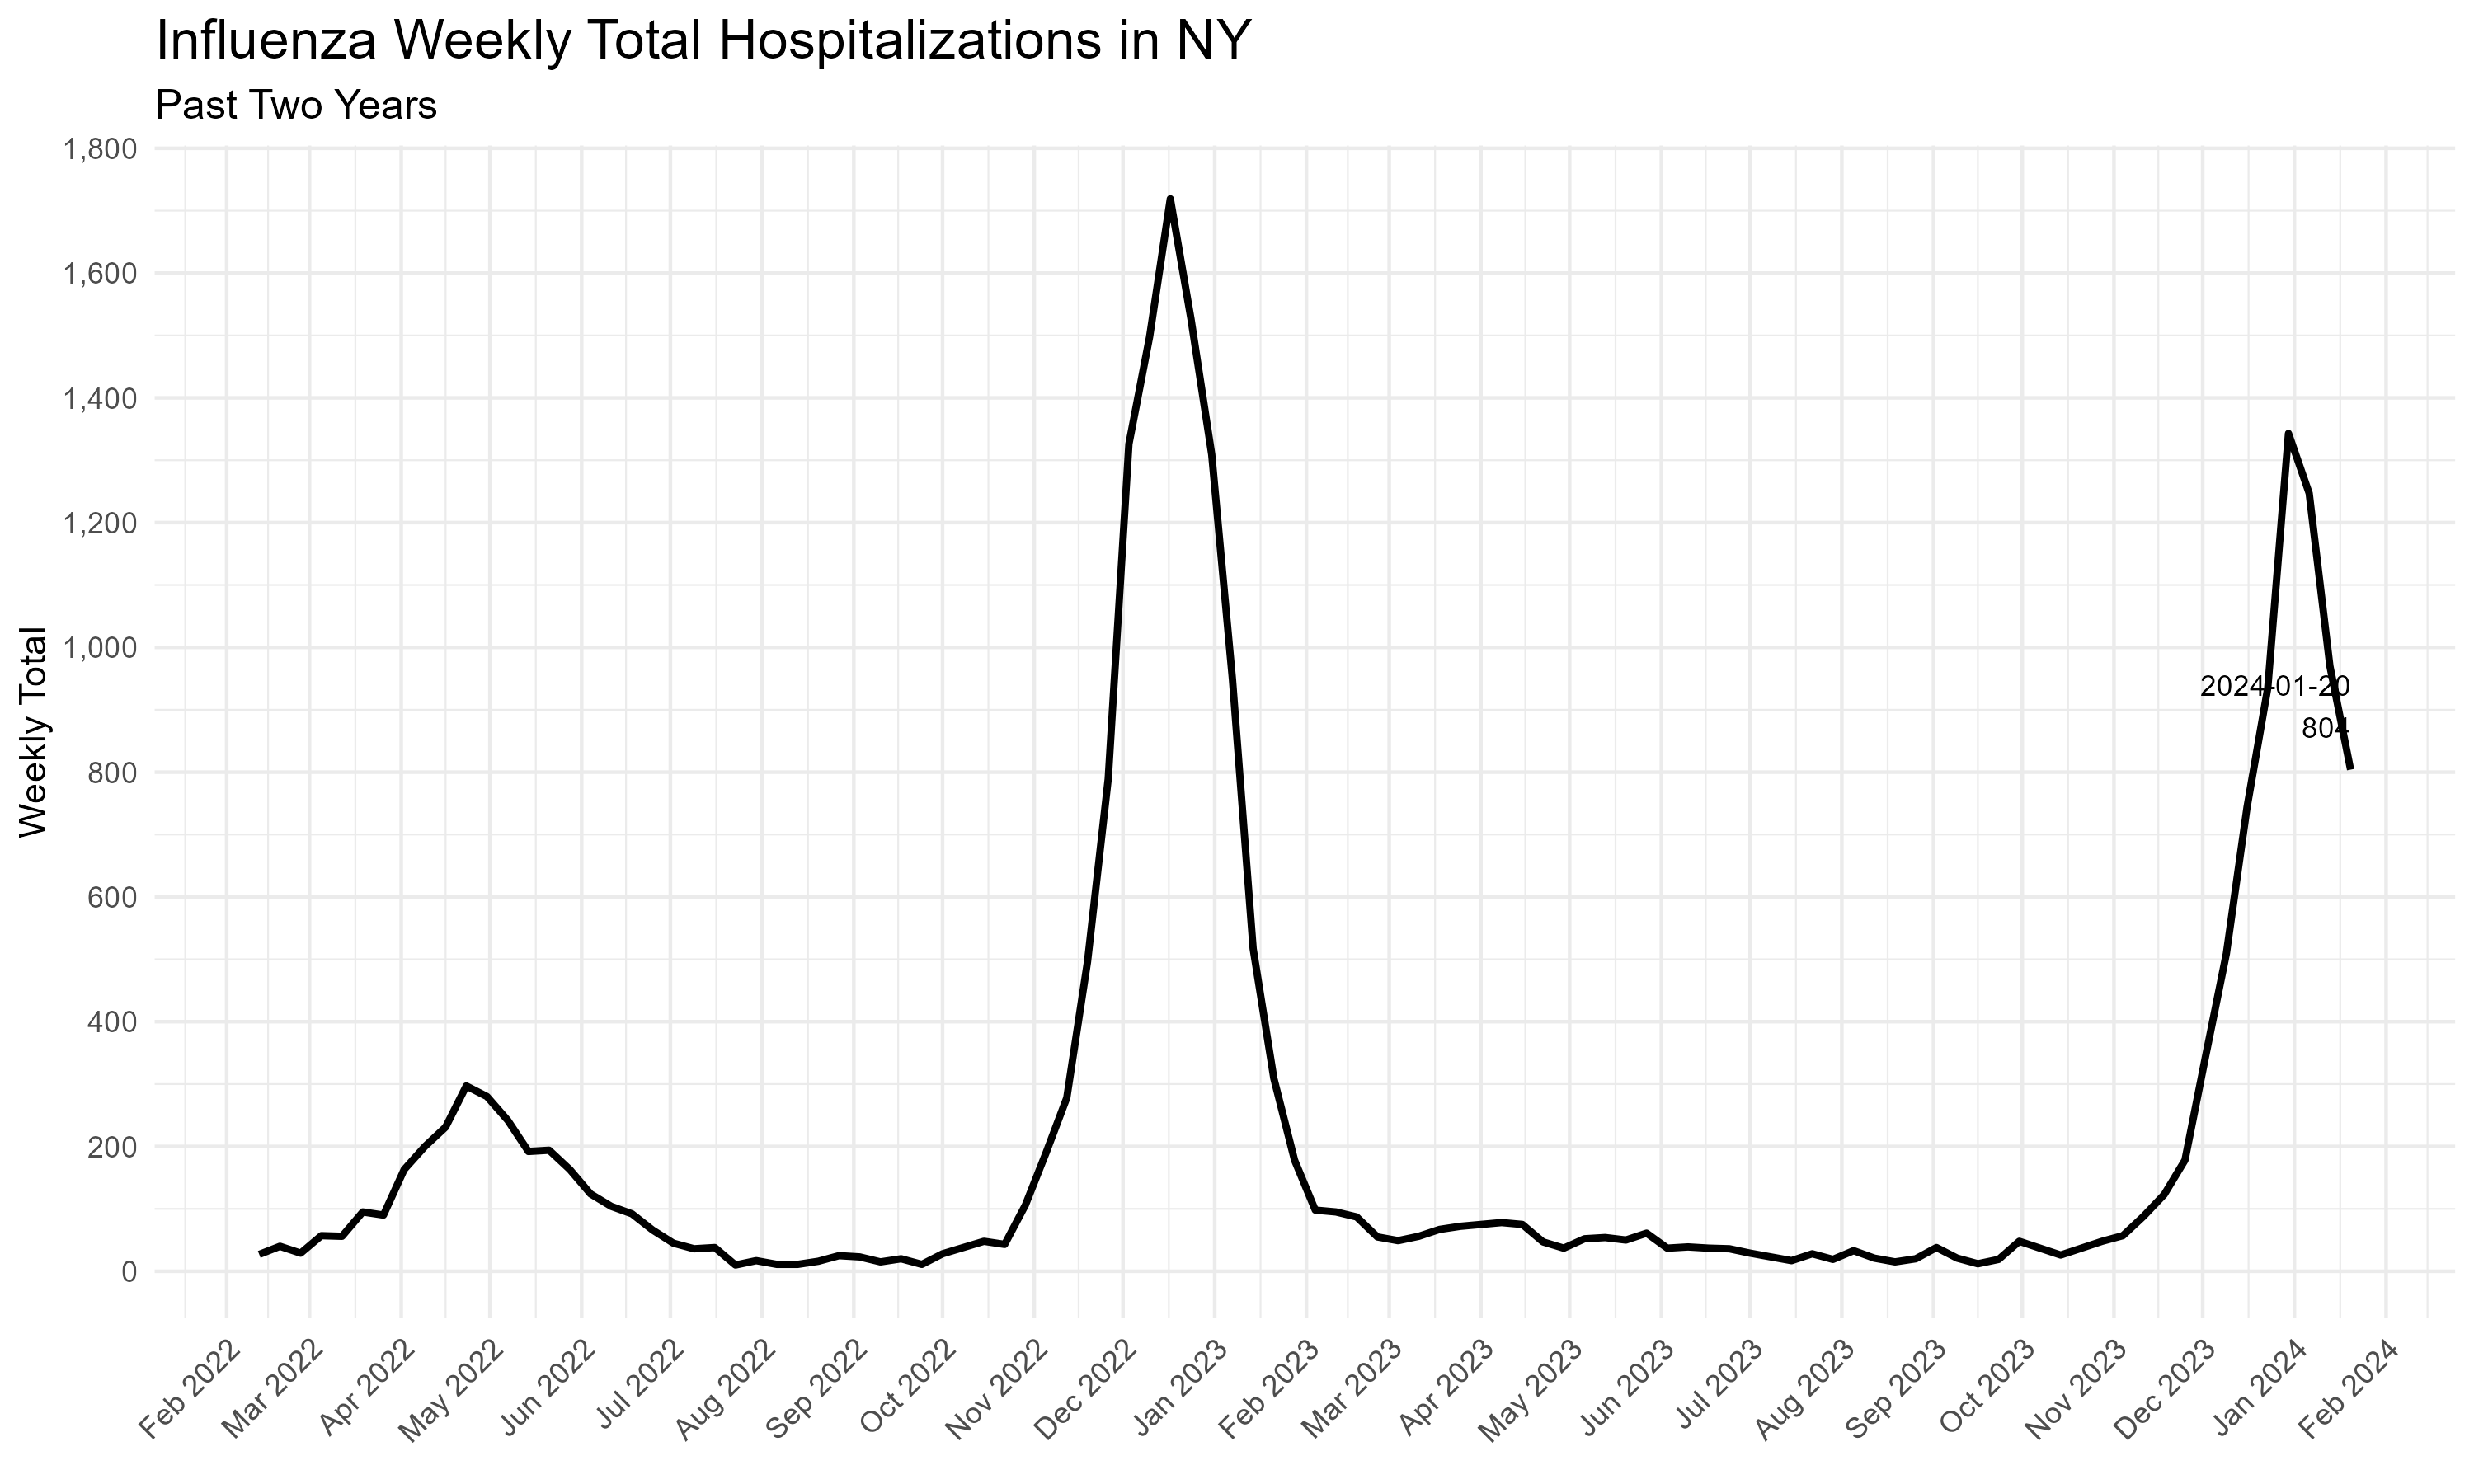 Influenza Weekly Total Hospitalizations in NY
Past Two Years
Weekly Total
1,800
1,600
1,400
1,200
1,000
800
600
400
200
0
2024-01-20
804
Feb 2022
Mar 2022
Apr 2022
May 2022
Jun 2022
Jul 2022
Aug 2022
Sep 2022
Oct 2022
Nov 2022
Dec 2022
Jan 2023
Feb 2023
Mar 2023
Apr 2023
May 2023
Jun 2023
Jul 2023
Aug 2023
Sep 2023
Oct 2023
Nov 2023
Dec 2023
Jan 2024
Feb 2024